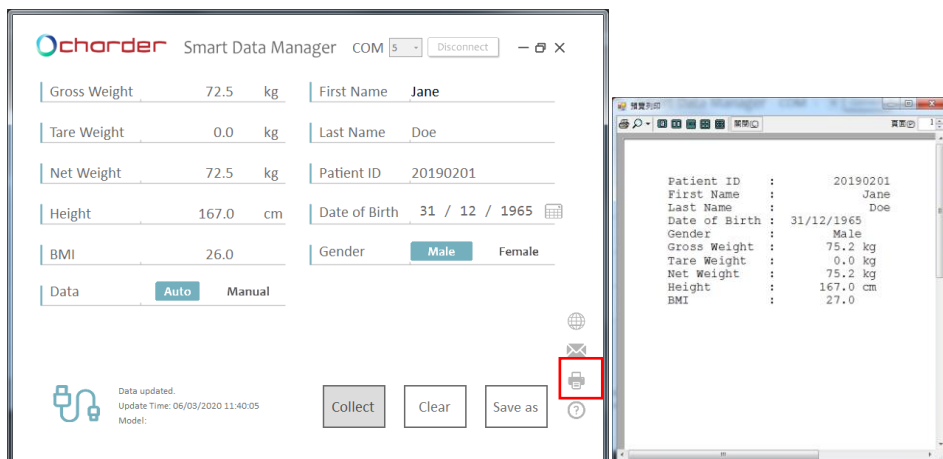 charder Smart Data Manager COM 5 Disconnect
Gross Weight 72.5 kg First Name Jane
Tare Weight 0.0 kg Last Name Doe
Net Weight 72.5 kg Patient ID 20190201
Height 167.0 cm Date of Birth 31 / 12 / 1965
BMI 26.0 Gender Male Female
Data Auto Manual
Data updated.
Update Time: 06/03/2020 11:40:05
Model:
Collect Clear Save as
預覽列印
關閉(C) 頁面(P) 1
Patient ID : 20190201
First Name : Jane
Last Name : Doe
Date of Birth : 31/12/1965
Gender : Male
Gross Weight : 75.2 kg
Tare Weight : 0.0 kg
Net Weight : 75.2 kg
Height : 167.0 cm
BMI : 27.0